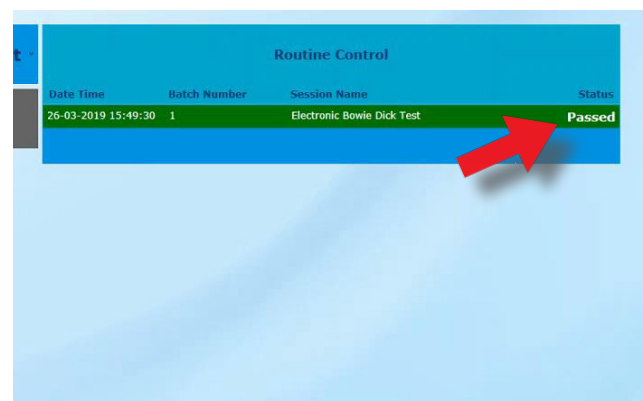 t
Routine Control
Date Time Batch Number Session Name Status
26-03-2019 15:49:30 1 Electronic Bowie Dick Test Passed